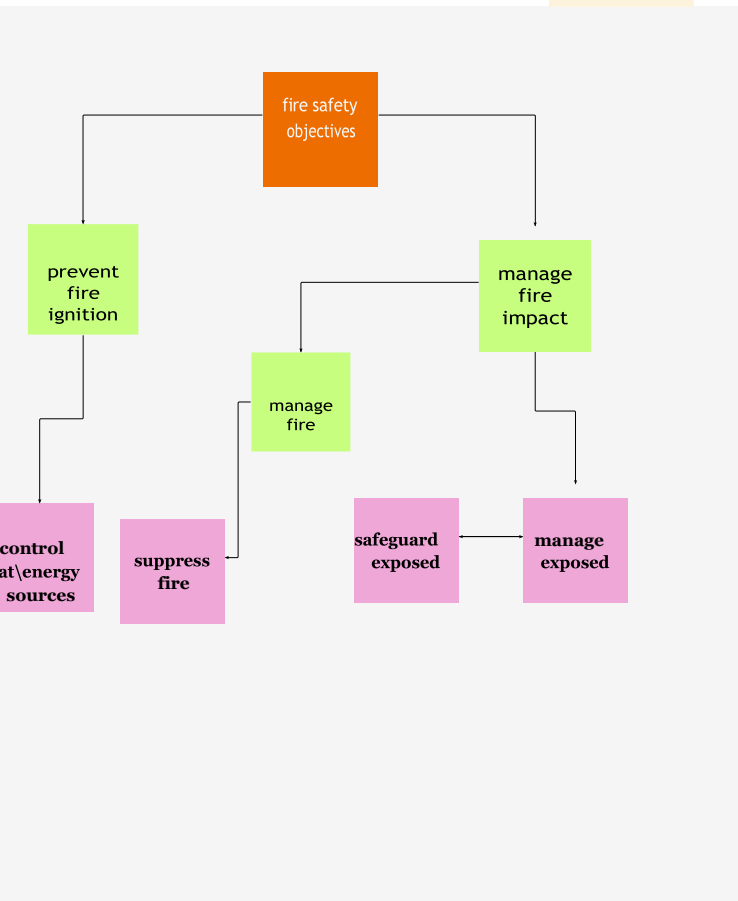 fire safety
objectives
prevent
fire
ignition
manage
fire
impact
manage
fire
control
at\energy
sources
suppress
fire
safeguard
exposed
manage
exposed